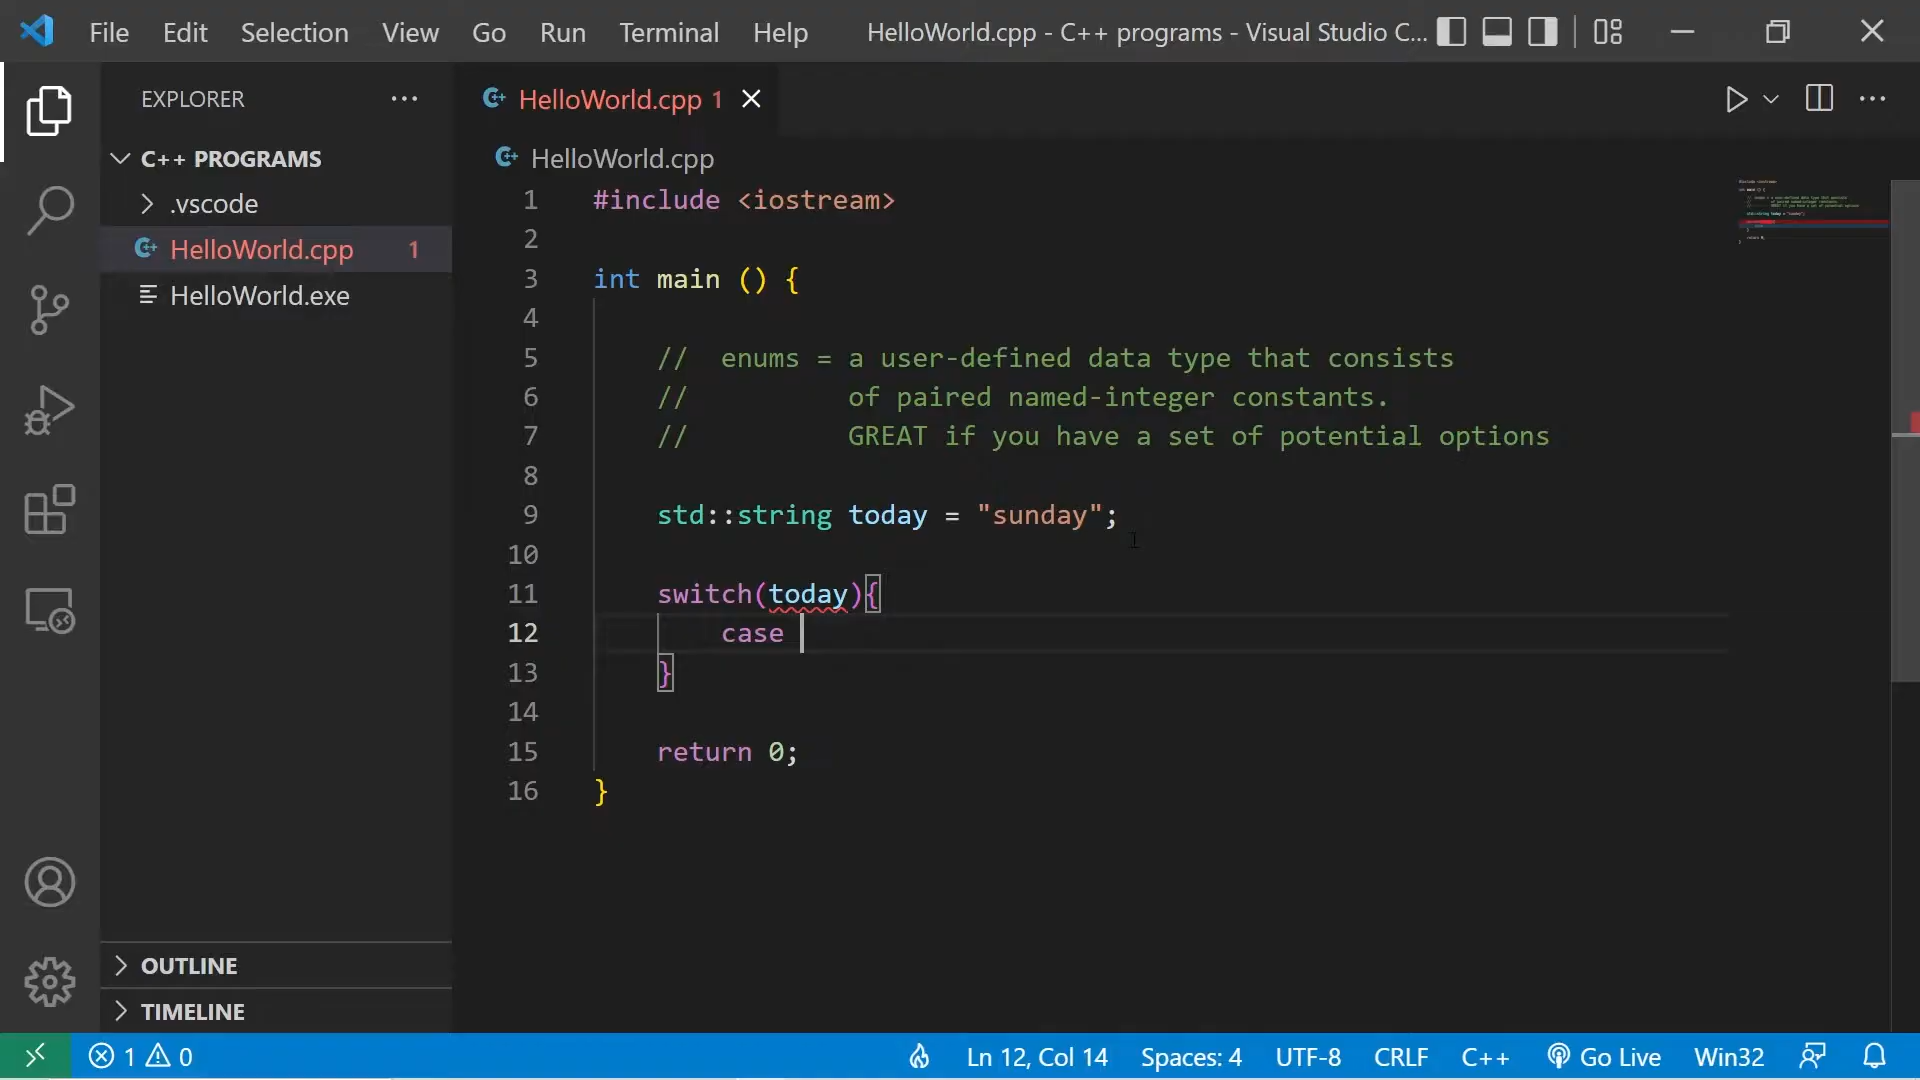 File Edit Selection View Go Run Terminal Help HelloWorld.cpp - C++ programs - Visual Studio C...
EXPLORER
C++ PROGRAMS
.vscode
HelloWorld.cpp 1
HelloWorld.exe
OUTLINE
TIMELINE
HelloWorld.cpp 1
HelloWorld.cpp
1 #include <iostream>
2
3 int main () {
4
5 // enums = a user-defined data type that consists
6 // of paired named-integer constants.
7 // GREAT if you have a set of potential options
8
9 std::string today = "sunday";
10
11 switch(today){
12 case
13 }
14
15 return 0;
16 }
1 0 Ln 12, Col 14 Spaces: 4 UTF-8 CRLF C++ Go Live Win32